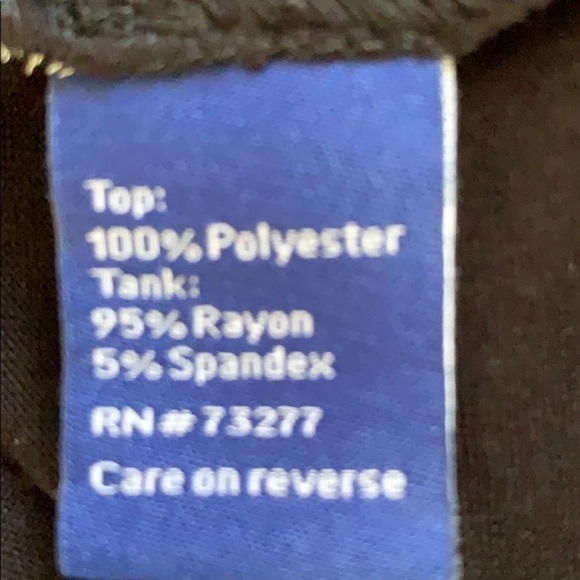 Top:
100% Polyester
Tank:
95% Rayon
5% Spandex
RN# 73277
Care on reverse